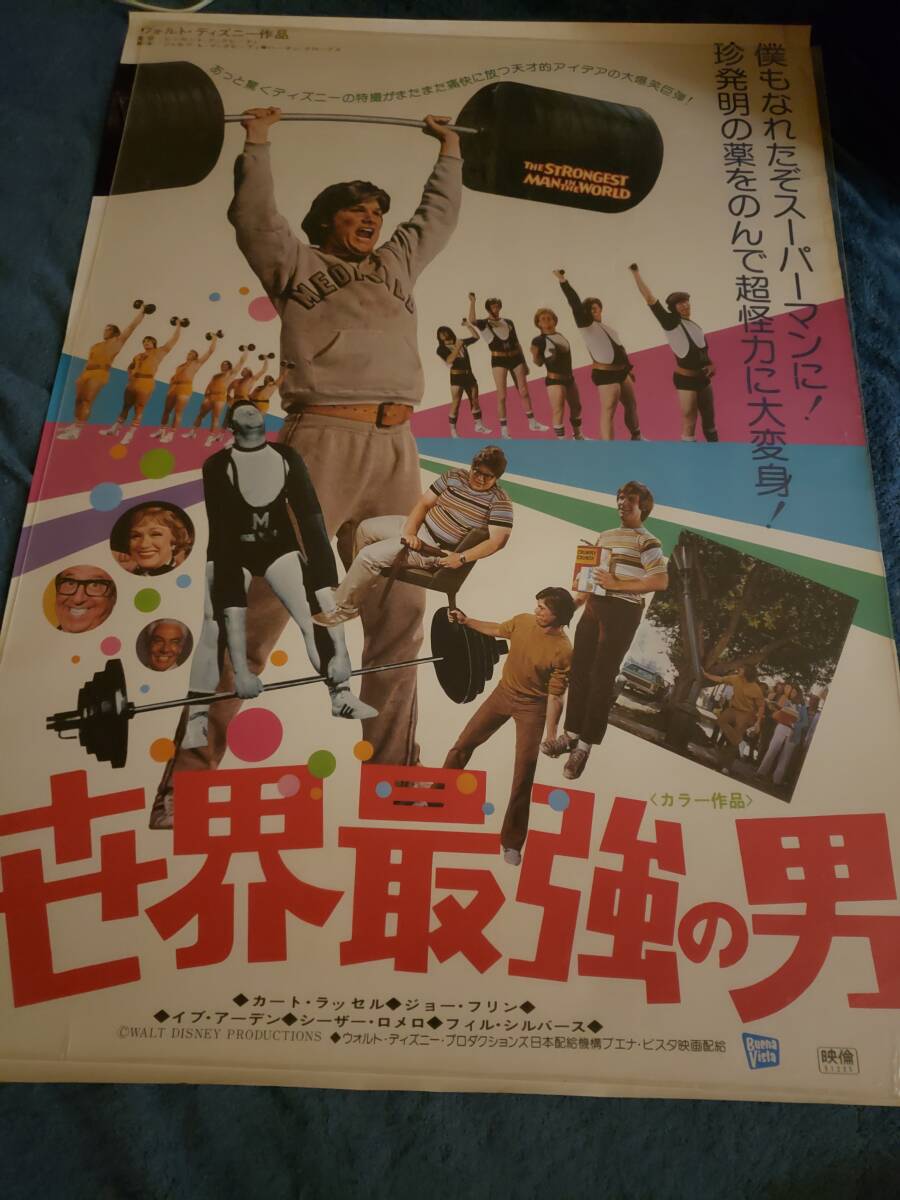 ウォルト・ディズニー作品
あっと驚くディズニーの特撮がまたまた痛快に放つ天才的アイデアの大爆笑巨弾!
僕もなれたぞスーパーマンに!
珍発明の薬をのんで超怪力に大変身!
THE STRONGEST
MAN IN THE WORLD
MEDFIELD
M
〈カラー作品〉
世界最強の男
◆カート・ラッセル◆ジョー・フリン◆
◆イブ・アーデン◆シーザー・ロメロ◆フィル・シルバース◆
©WALT DISNEY PRODUCTIONS ◆ウォルト・ディズニー・プロダクションズ日本配給機構ブエナ・ビスタ映画配給
Buena Vista
映倫